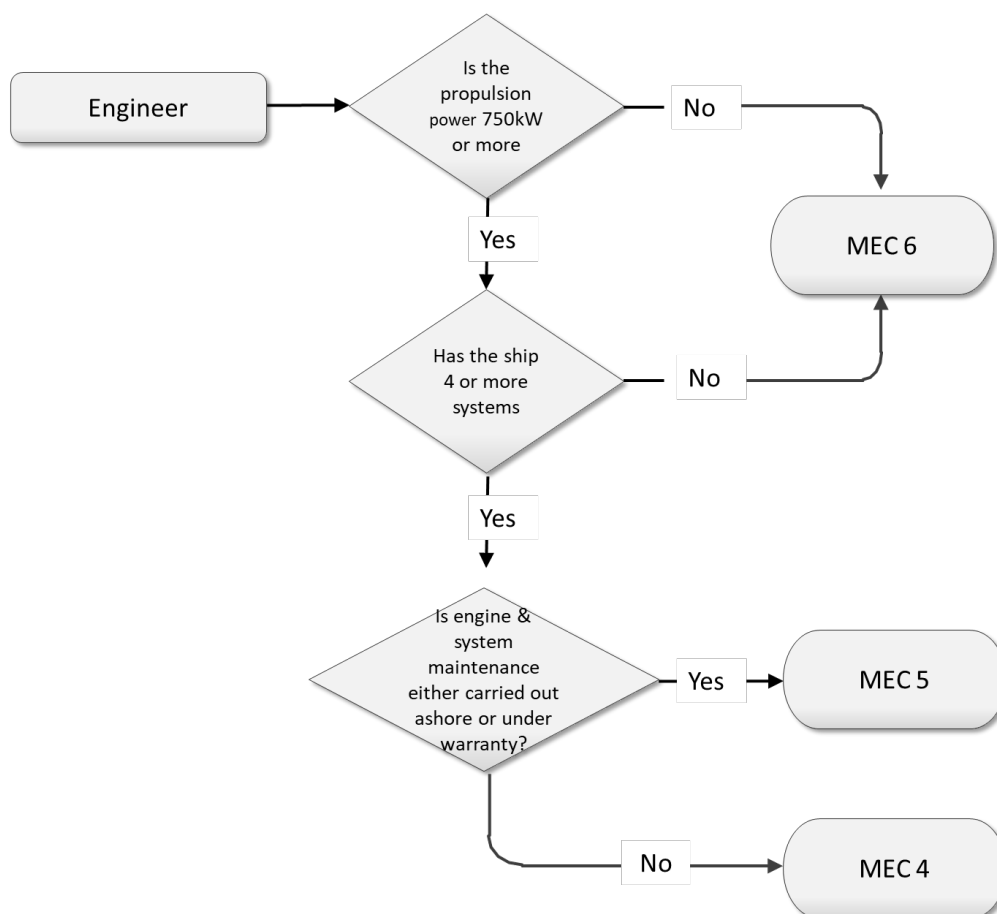 Engineer
Is the
propulsion
power 750kW
or more
No
MEC 6
Yes
Has the ship
4 or more
systems
No
Yes
Is engine &
system
maintenance
either carried out
ashore or under
warranty?
Yes
MEC 5
No
MEC 4